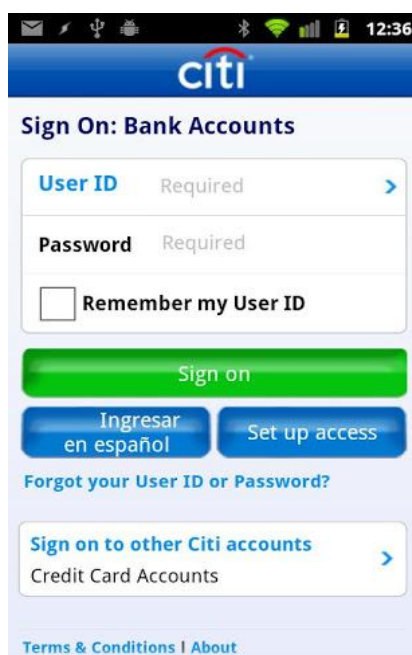 12:36
citi
Sign On: Bank Accounts
User ID Required
Password Required
Remember my User ID
Sign on
Ingresar
en español
Set up access
Forgot your User ID or Password?
Sign on to other Citi accounts
Credit Card Accounts
Terms & Conditions | About